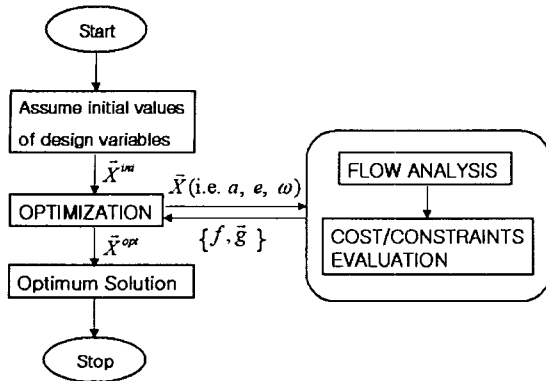 Start
Assume initial values
of design variables
X⃗^ini
OPTIMIZATION
X⃗(i.e. a, e, ω)
{f, g⃗ }
FLOW ANALYSIS
COST/CONSTRAINTS
EVALUATION
X⃗^opt
Optimum Solution
Stop